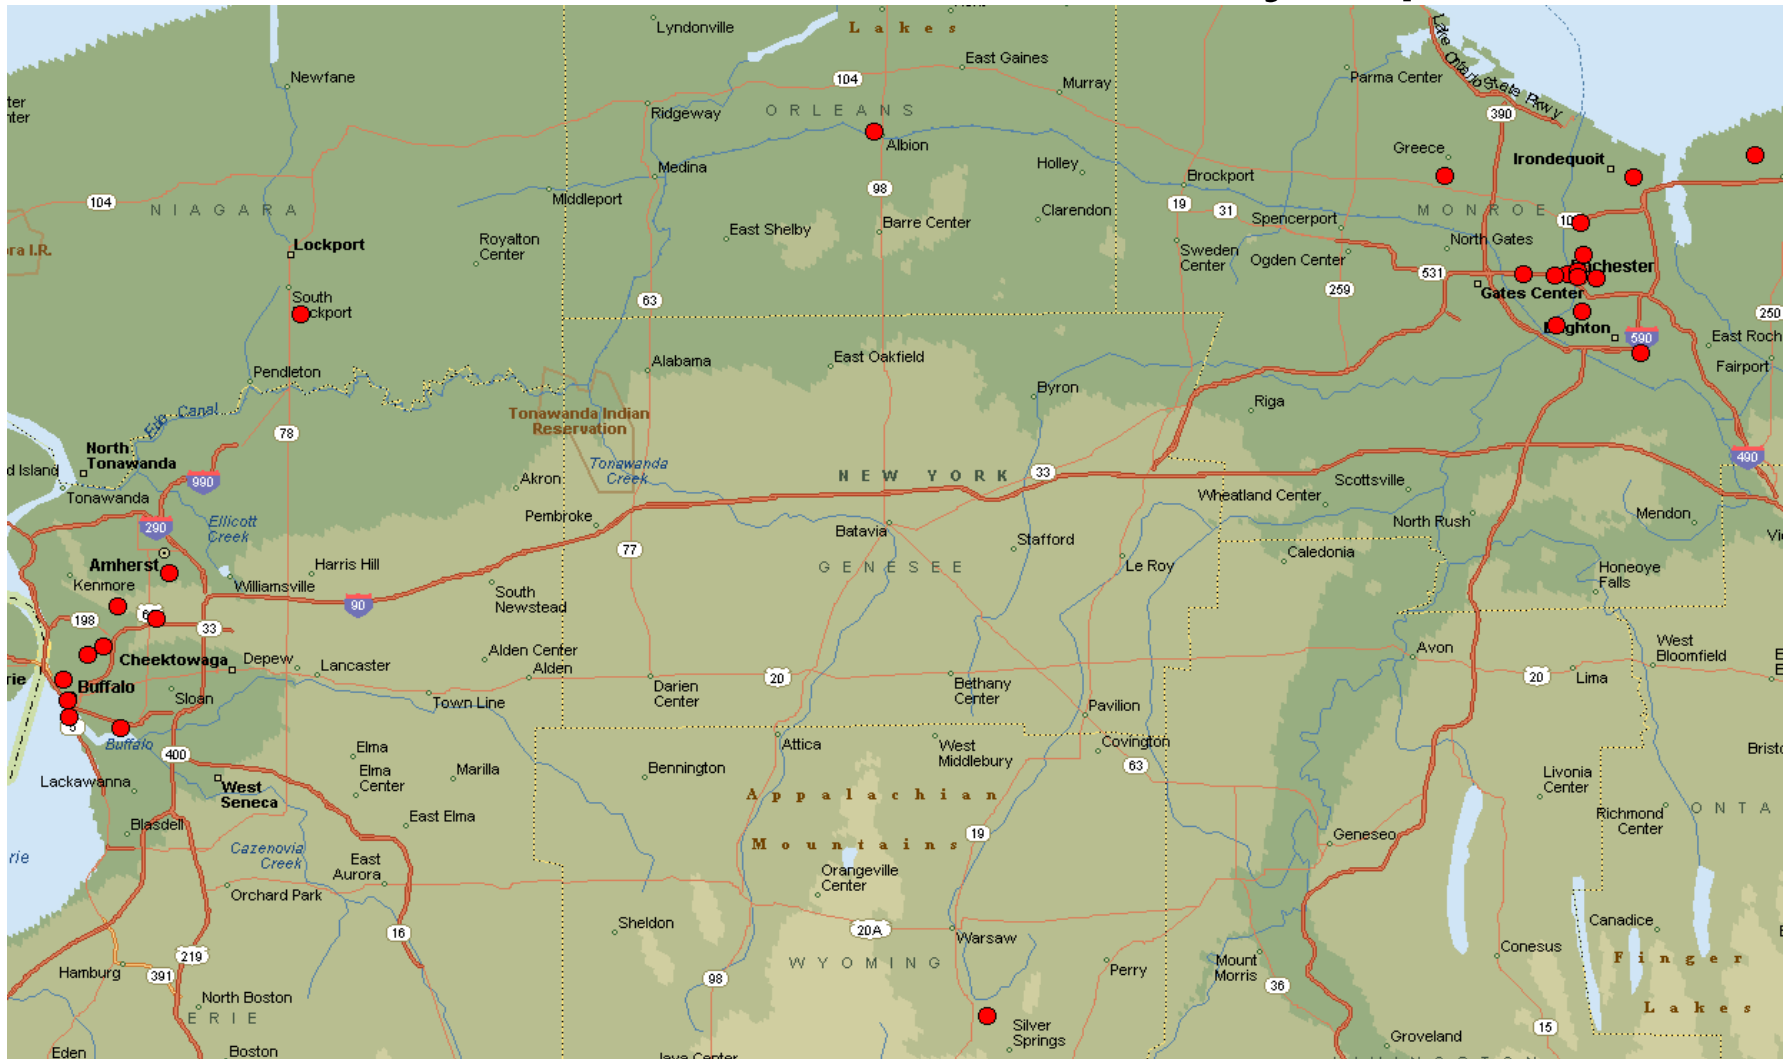 Lyndonville
Lakes
East Gaines
Newfane
104
Murray
Parma Center
Lake Ontario State Pkwy
390
Ridgeway
ORLEANS
Albion
Greece
Irondequoit
Medina
Holley
Brockport
98
104
NIAGARA
Middleport
19
31
Clarendon
Spencerport
MONROE
Lockport
Royalton
Center
East Shelby
Barre Center
Sweden
Center
Ogden Center
North Gates
531
Gates Center
South
63
259
250
590
East Roch
Fairport
Alabama
East Oakfield
Pendleton
Byron
Riga
Erie Canal
Tonawanda Indian
Reservation
78
North
Tonawanda
d Island
Tonawanda
990
Akron
Tonawanda
Creek
NEW YORK
33
490
Scottsville
Wheatland Center
290
Ellicott
Creek
Pembroke
Batavia
North Rush
Mendon
Amherst
Kenmore
Harris Hill
Williamsville
77
Stafford
GENESEE
Le Roy
Caledonia
Honeoye
Falls
South
Newstead
90
198
33
Cheektowaga
Depew
Lancaster
Alden Center
Alden
Avon
West
Bloomfield
Buffalo
Sloan
Town Line
Darien
Center
20
Bethany
Center
20
Lima
Pavilion
5
Buffalo
400
Elma
Elma
Center
Marilla
Attica
Bennington
West
Middlebury
Covington
63
Lackawanna
West
Seneca
Livonia
Center
Appalachian
Mountains
Richmond
Center
ONTA
Blasdell
East Elma
19
Geneseo
Cazenovia
Creek
East
Aurora
Orchard Park
Orangeville
Center
Sheldon
20A
Warsaw
Canadice
16
219
Hamburg
391
WYOMING
98
Perry
Mount
Morris
36
Conesus
Finger
Lakes
North Boston
ERIE
Silver
Springs
15
Groveland
Eden
Boston
Java Center